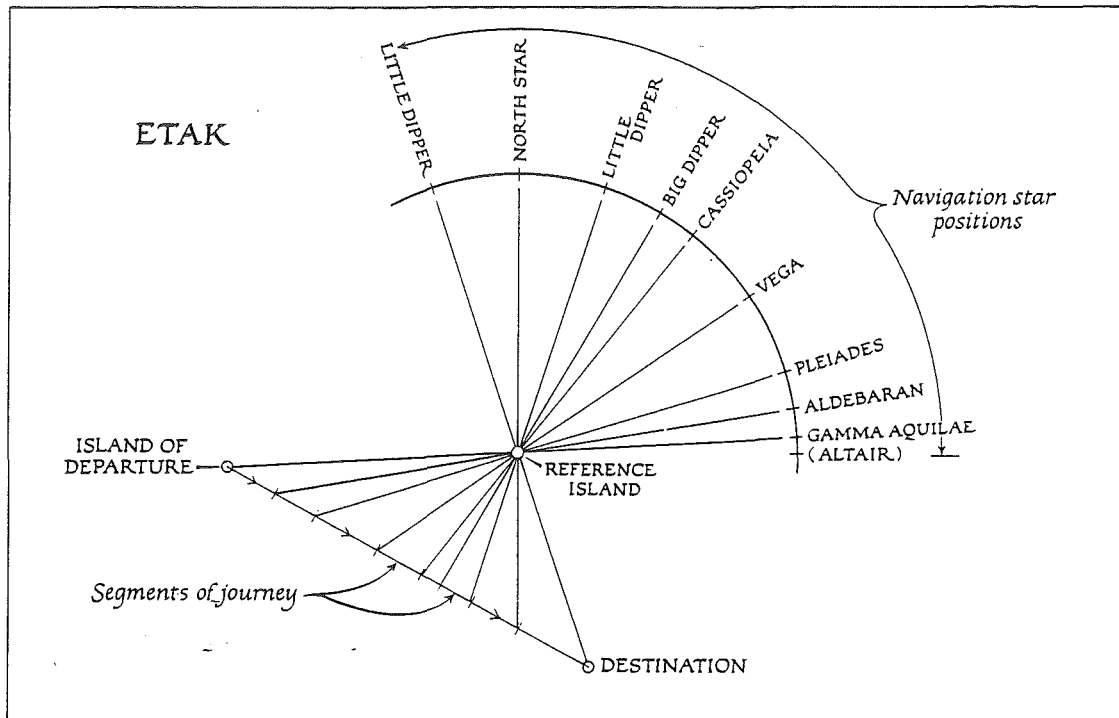 ETAK
LITTLE DIPPER
NORTH STAR
LITTLE
DIPPER
BIG DIPPER
CASSIOPEIA
VEGA
PLEIADES
ALDEBARAN
GAMMA AQUILAE
(ALTAIR)
Navigation star
positions
ISLAND OF
DEPARTURE
REFERENCE
ISLAND
Segments of journey
DESTINATION